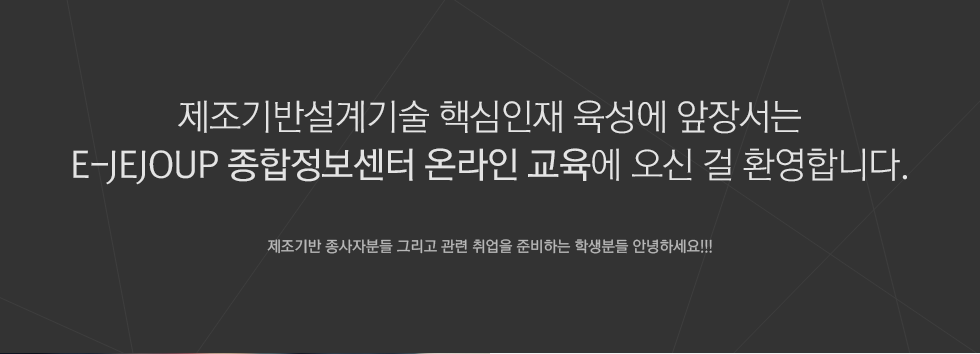 제조기반설계기술 핵심인재 육성에 앞장서는
E-JEJOUP 종합정보센터 온라인 교육에 오신 걸 환영합니다.
제조기반 종사자분들 그리고 관련 취업을 준비하는 학생분들 안녕하세요!!!